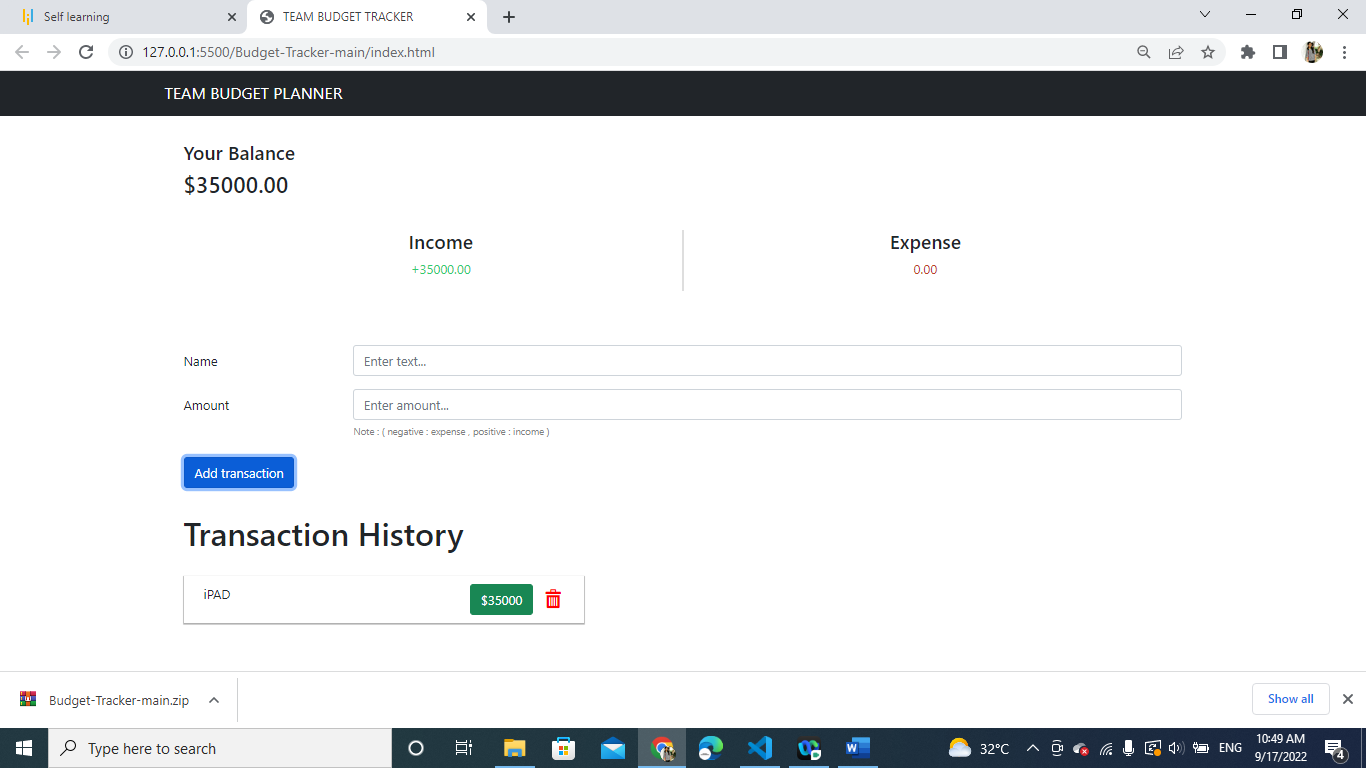 Self learning
TEAM BUDGET TRACKER
127.0.0.1:5500/Budget-Tracker-main/index.html
TEAM BUDGET PLANNER
Your Balance
$35000.00
Income
Expense
+35000.00
0.00
Name
Enter text...
Amount
Enter amount...
Note : ( negative : expense , positive : income )
Add transaction
Transaction History
iPAD
$35000
Budget-Tracker-main.zip
Show all
Type here to search
32°C
ENG
10:49 AM
9/17/2022
4